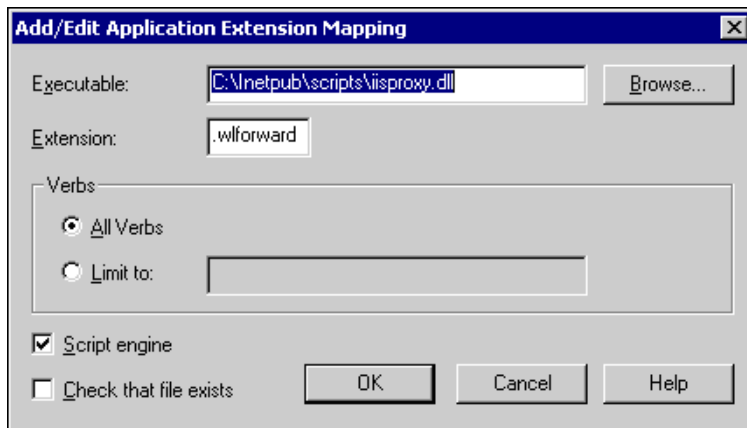 Add/Edit Application Extension Mapping
Executable: C:\Inetpub\scripts\iisproxy.dll Browse...
Extension: .wlforward
Verbs
All Verbs
Limit to:
Script engine
Check that file exists OK Cancel Help